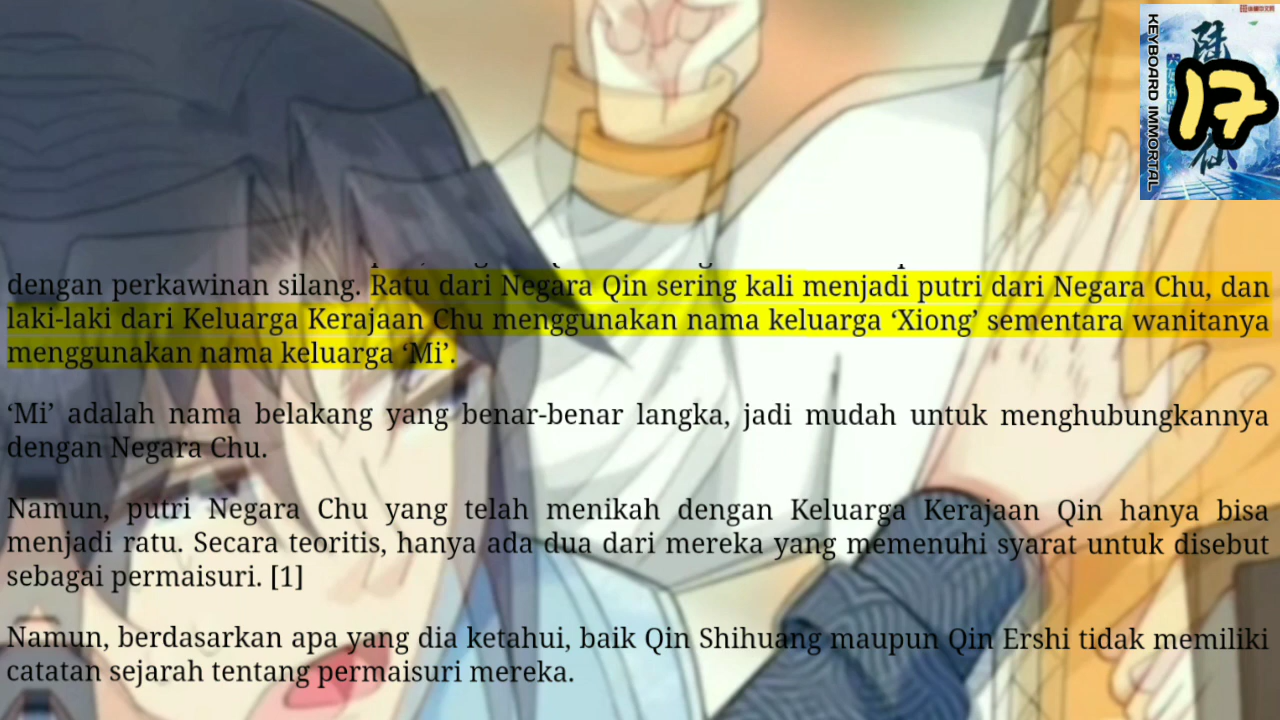 KEYBOARD IMMORTAL
17
dengan perkawinan silang. Ratu dari Negara Qin sering kali menjadi putri dari Negara Chu, dan
laki-laki dari Keluarga Kerajaan Chu menggunakan nama keluarga ‘Xiong’ sementara wanitanya
menggunakan nama keluarga ‘Mi’.
‘Mi’ adalah nama belakang yang benar-benar langka, jadi mudah untuk menghubungkannya
dengan Negara Chu.
Namun, putri Negara Chu yang telah menikah dengan Keluarga Kerajaan Qin hanya bisa
menjadi ratu. Secara teoritis, hanya ada dua dari mereka yang memenuhi syarat untuk disebut
sebagai permaisuri. [1]
Namun, berdasarkan apa yang dia ketahui, baik Qin Shihuang maupun Qin Ershi tidak memiliki
catatan sejarah tentang permaisuri mereka.